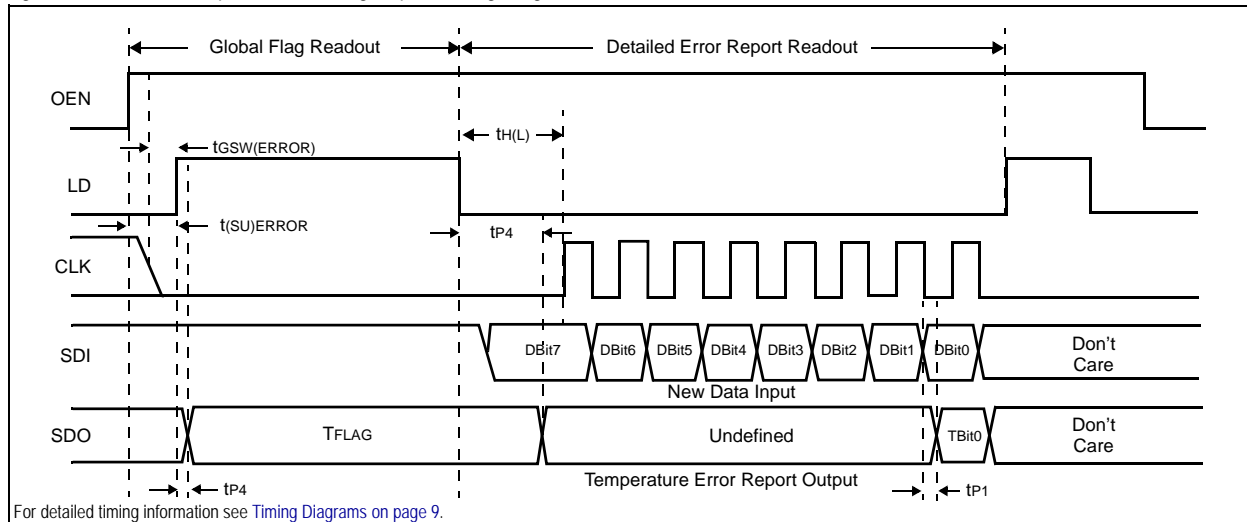 Global Flag Readout
Detailed Error Report Readout
OEN
tH(L)
tGSW(ERROR)
LD
t(SU)ERROR
tP4
CLK
SDI
DBit7
DBit6
DBit5
DBit4
DBit3
DBit2
DBit1
DBit0
Don't
Care
New Data Input
SDO
TFLAG
Undefined
TBit0
Don't
Care
Temperature Error Report Output
tP4
tP1
For detailed timing information see Timing Diagrams on page 9.